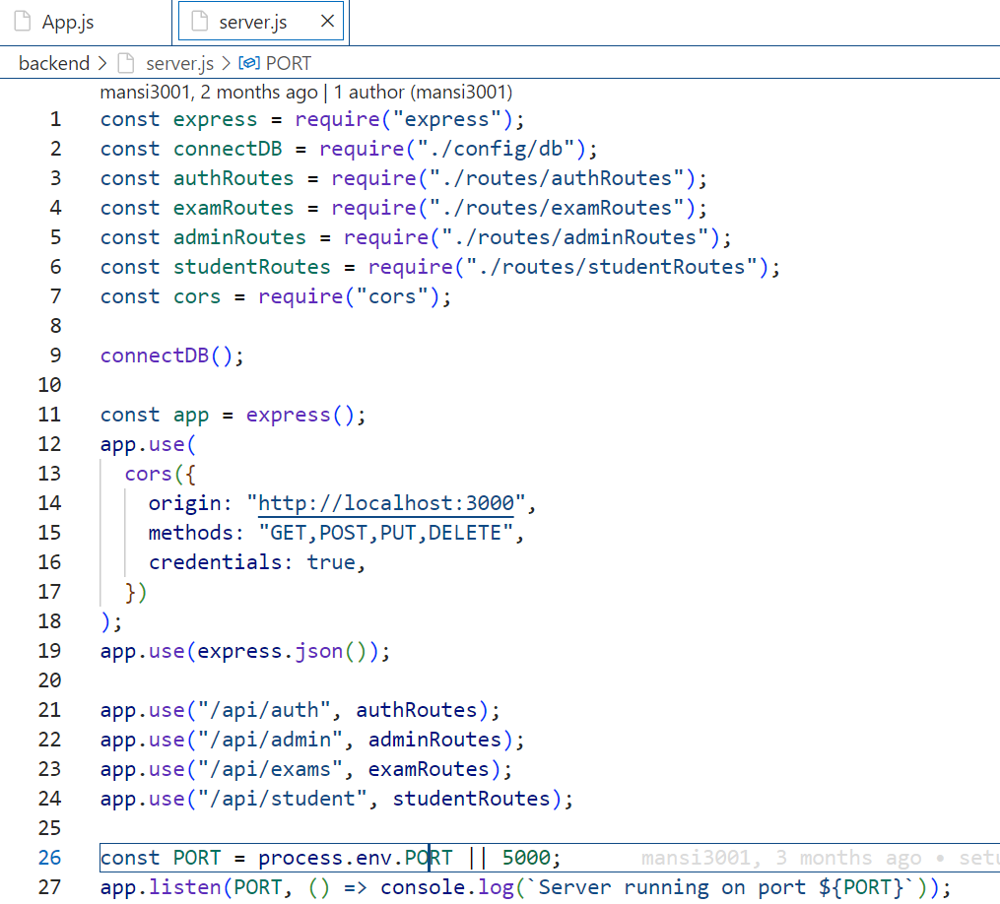 App.js
server.js
backend > server.js > PORT
mansi3001, 2 months ago | 1 author (mansi3001)
1 const express = require("express");
2 const connectDB = require("./config/db");
3 const authRoutes = require("./routes/authRoutes");
4 const examRoutes = require("./routes/examRoutes");
5 const adminRoutes = require("./routes/adminRoutes");
6 const studentRoutes = require("./routes/studentRoutes");
7 const cors = require("cors");
8
9 connectDB();
10
11 const app = express();
12 app.use(
13   cors({
14     origin: "http://localhost:3000",
15     methods: "GET,POST,PUT,DELETE",
16     credentials: true,
17   })
18 );
19 app.use(express.json());
20
21 app.use("/api/auth", authRoutes);
22 app.use("/api/admin", adminRoutes);
23 app.use("/api/exams", examRoutes);
24 app.use("/api/student", studentRoutes);
25
26 const PORT = process.env.PORT || 5000; mansi3001, 3 months ago • setu
27 app.listen(PORT, () => console.log(`Server running on port ${PORT}`));